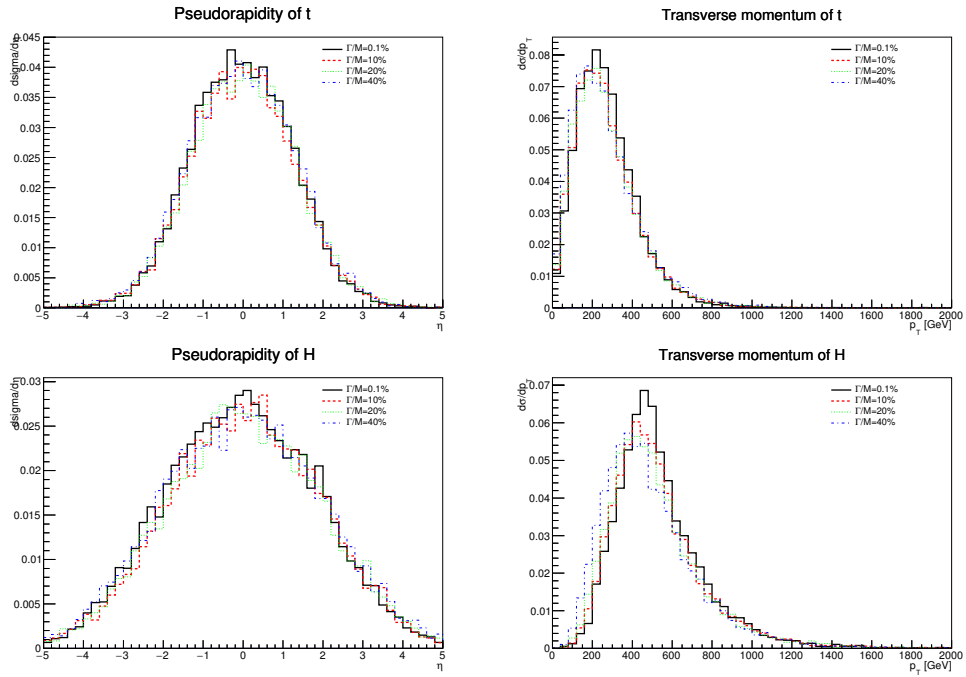 Pseudorapidity of t
dsigma/dη
0.045
0.04
0.035
0.03
0.025
0.02
0.015
0.01
0.005
0
−5 −4 −3 −2 −1 0 1 2 3 4 5
η
Γ/M=0.1%
Γ/M=10%
Γ/M=20%
Γ/M=40%
Transverse momentum of t
dσ/dp_T
0.08
0.07
0.06
0.05
0.04
0.03
0.02
0.01
0
0 200 400 600 800 1000 1200 1400 1600 1800 2000
p_T [GeV]
Γ/M=0.1%
Γ/M=10%
Γ/M=20%
Γ/M=40%
Pseudorapidity of H
dsigma/dη
0.03
0.025
0.02
0.015
0.01
0.005
0
−5 −4 −3 −2 −1 0 1 2 3 4 5
η
Γ/M=0.1%
Γ/M=10%
Γ/M=20%
Γ/M=40%
Transverse momentum of H
dσ/dp_T
0.07
0.06
0.05
0.04
0.03
0.02
0.01
0
0 200 400 600 800 1000 1200 1400 1600 1800 2000
p_T [GeV]
Γ/M=0.1%
Γ/M=10%
Γ/M=20%
Γ/M=40%